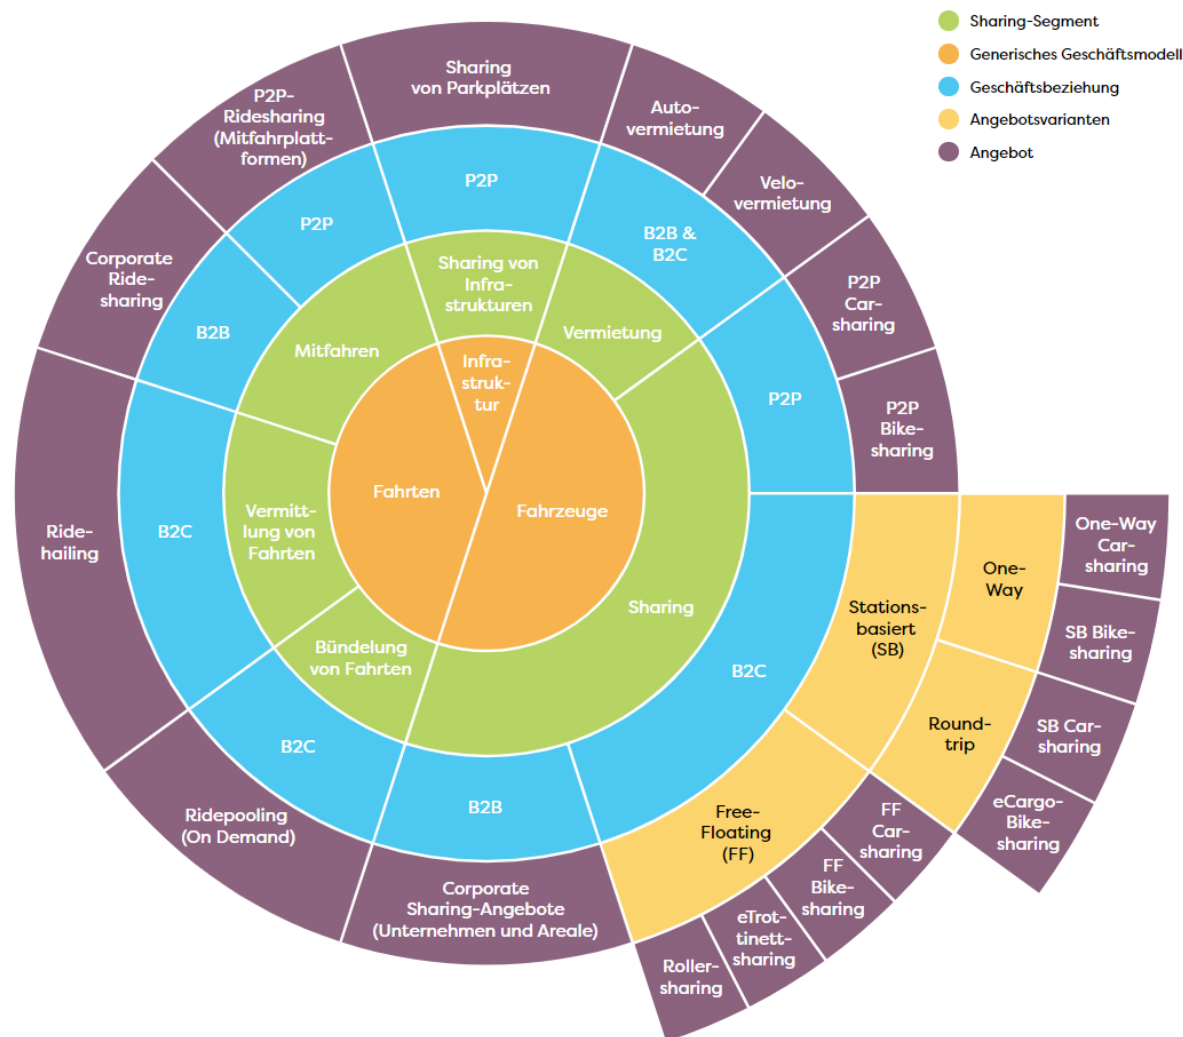 Sharing-Segment
Generisches Geschäftsmodell
Geschäftsbeziehung
Angebotsvarianten
Angebot
Sharing
von Parkplätzen
P2P-
Ridesharing
(Mitfahrplatt-
formen)
Auto-
vermietung
Velo-
vermietung
Corporate
Ride-
sharing
P2P
P2P
B2B &
B2C
P2P
Car-
sharing
B2B
Mitfahren
Sharing von
Infra-
strukturen
Vermietung
Infra-
struk-
tur
P2P
P2P
Bike-
sharing
Ride-
hailing
B2C
Vermitt-
lung von
Fahrten
Fahrten
Fahrzeuge
Sharing
Bündelung
von Fahrten
B2C
B2C
B2B
Stations-
basiert
(SB)
One-
Way
One-Way
Car-
sharing
SB Bike-
sharing
Round-
trip
SB Car-
sharing
eCargo-
Bike-
sharing
Free-
Floating
(FF)
FF
Car-
sharing
FF
Bike-
sharing
eTrot-
tinett-
sharing
Roller-
sharing
Ridepooling
(On Demand)
Corporate
Sharing-Angebote
(Unternehmen und Areale)